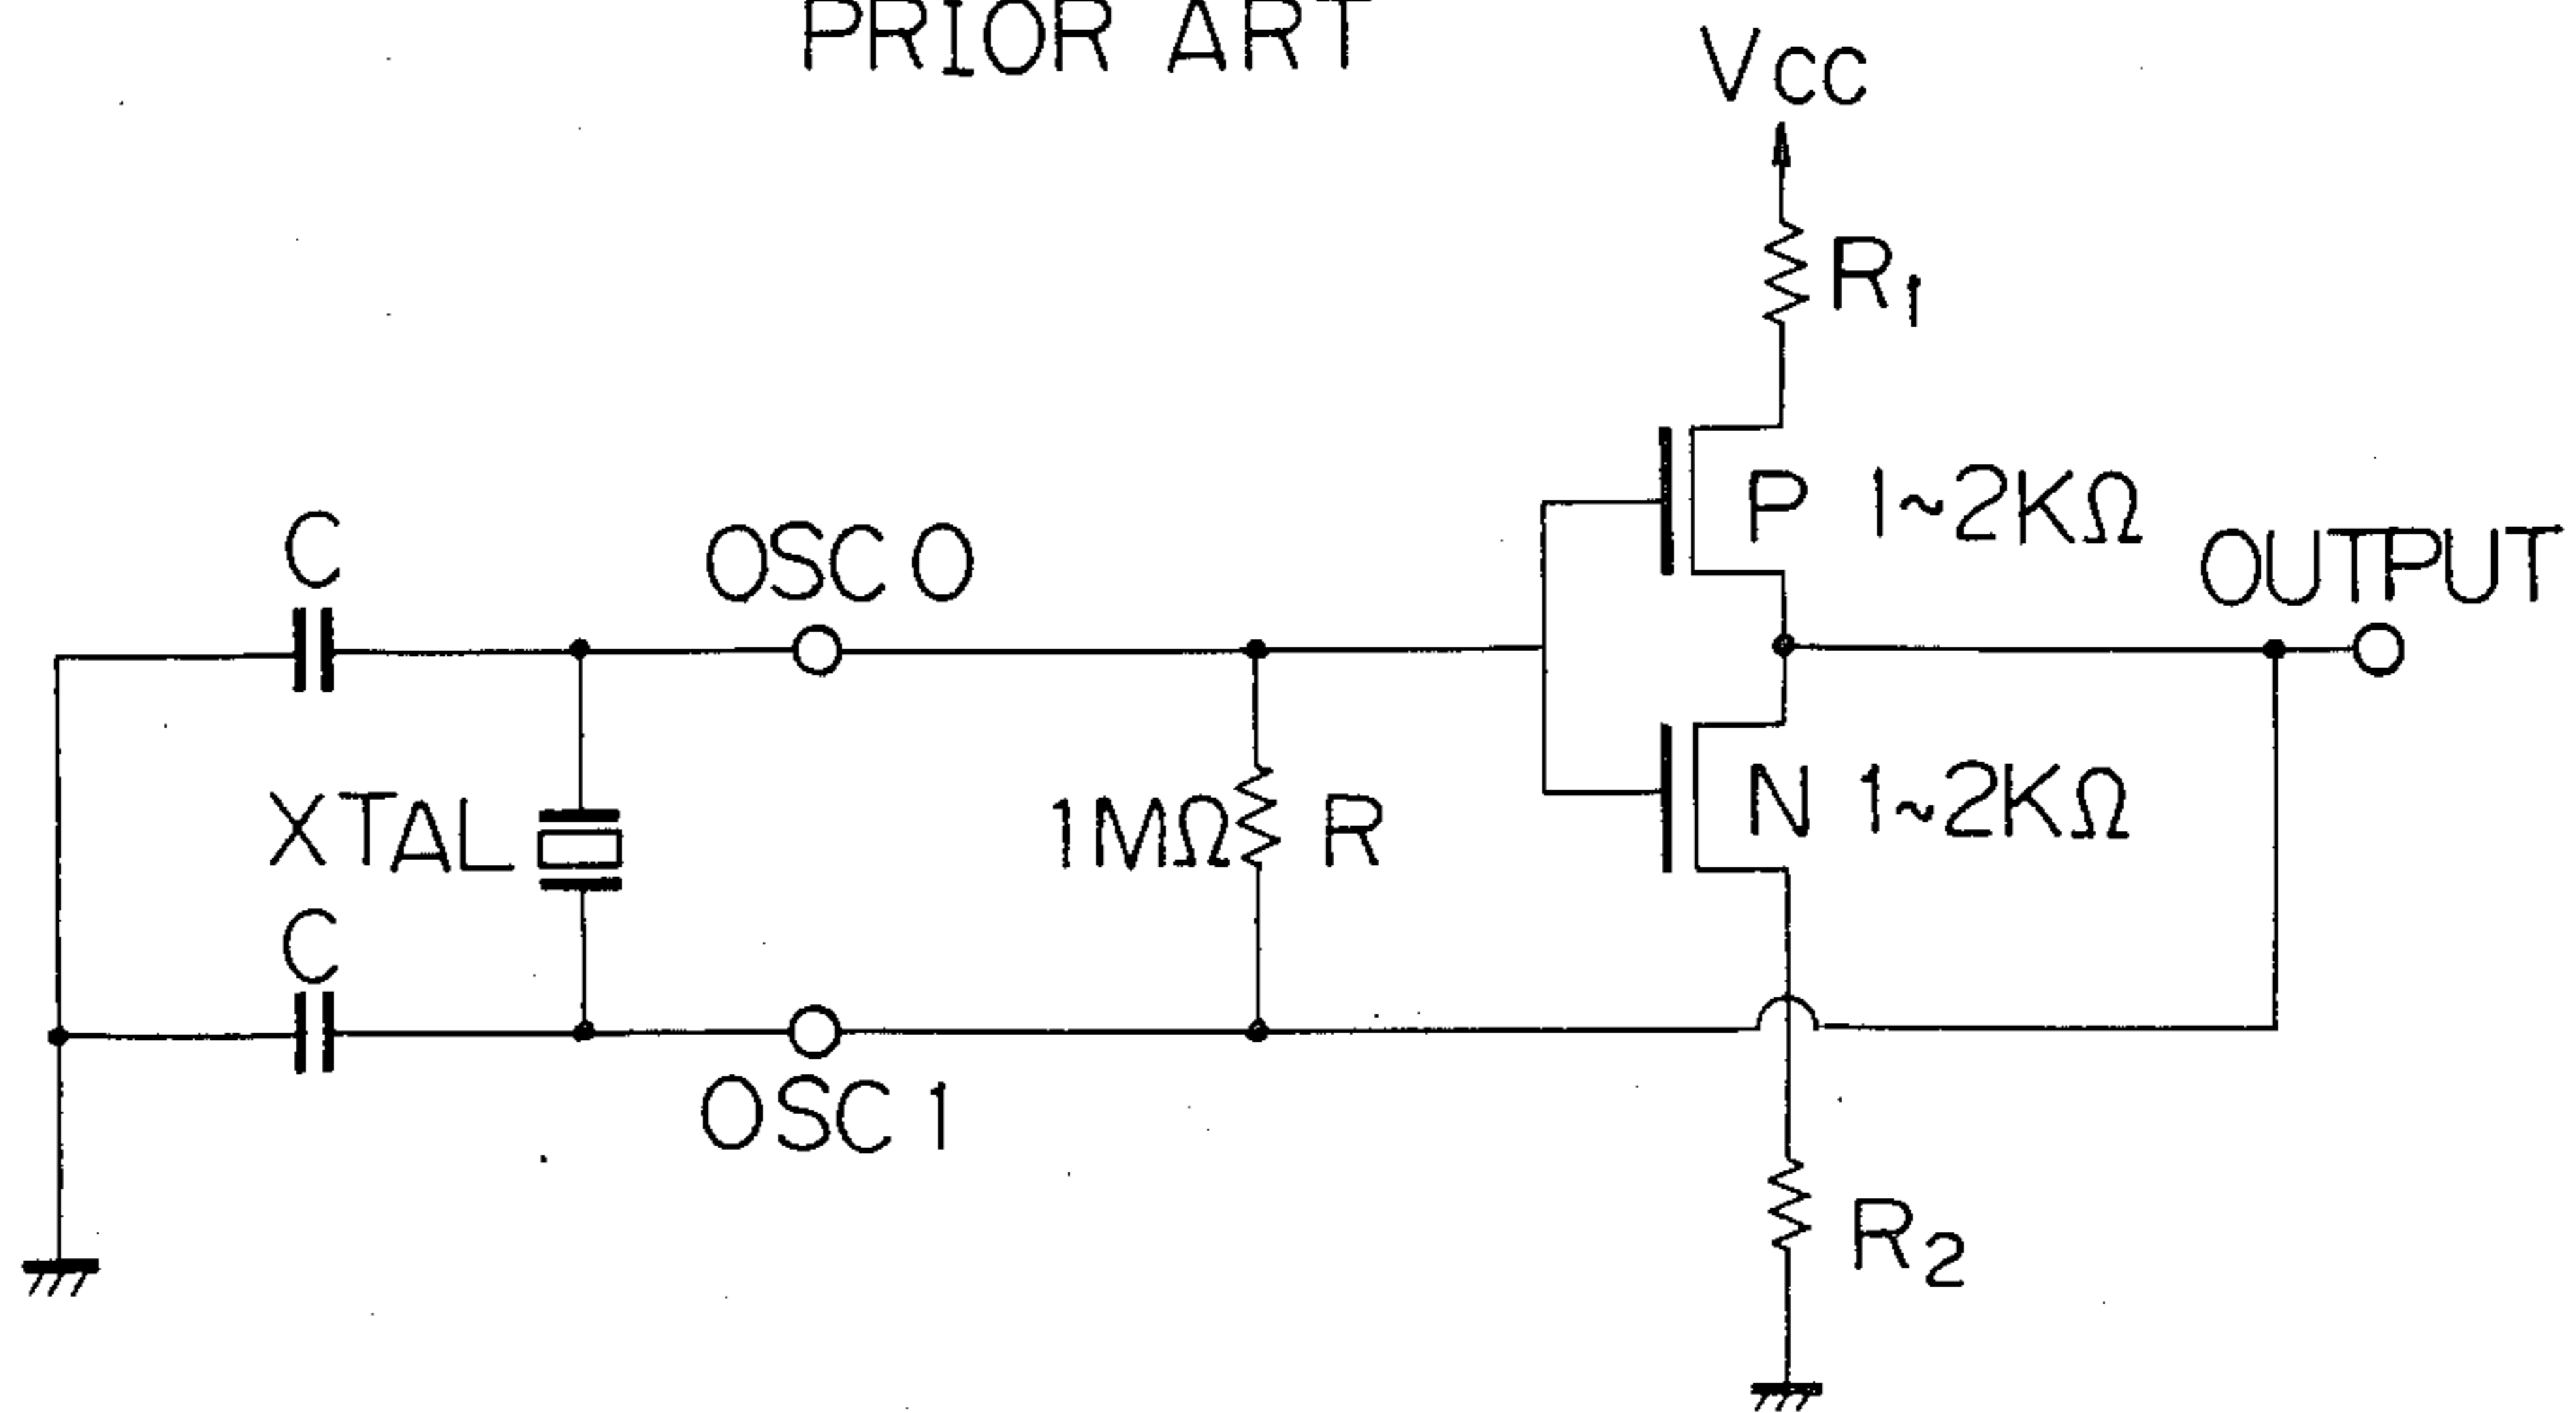 PRIOR ART
Vcc
R1
P 1~2KΩ
C
OSC 0
OUTPUT
XTAL
1MΩ
R
N 1~2KΩ
C
OSC 1
R2